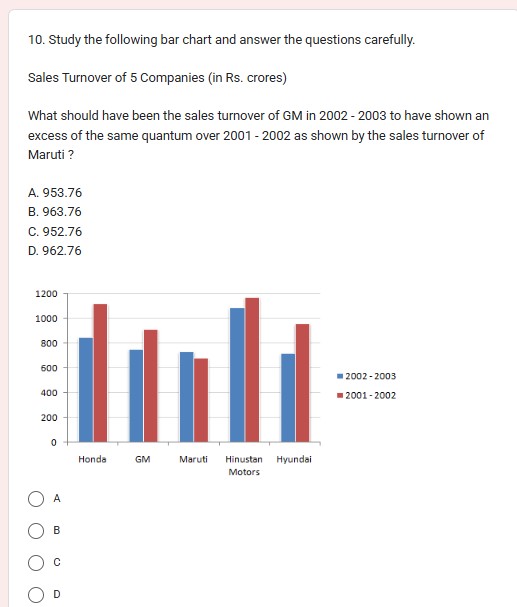 10. Study the following bar chart and answer the questions carefully.
Sales Turnover of 5 Companies (in Rs. crores)
What should have been the sales turnover of GM in 2002 - 2003 to have shown an
excess of the same quantum over 2001 - 2002 as shown by the sales turnover of
Maruti ?
A. 953.76
B. 963.76
C. 952.76
D. 962.76
1200
1000
800
600
400
200
0
Honda GM Maruti Hinustan Motors Hyundai
2002 - 2003
2001 - 2002
A
B
C
D